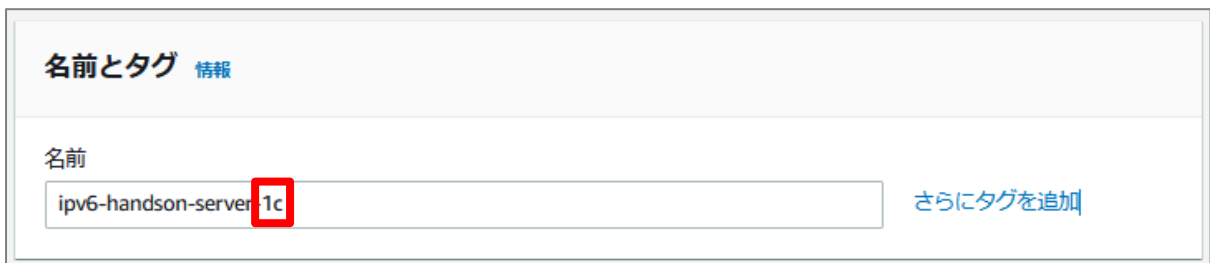 名前とタグ 情報
名前
ipv6-handson-server-1c さらにタグを追加